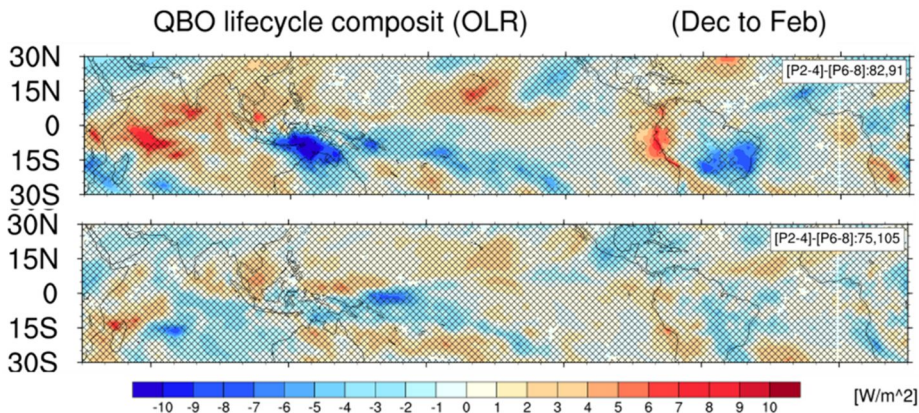 QBO lifecycle composit (OLR) (Dec to Feb)
30N
[P2-4]-[P6-8]:82,91
15N
0
15S
30S
30N
[P2-4]-[P6-8]:75,105
15N
0
15S
30S
-10 -9 -8 -7 -6 -5 -4 -3 -2 -1 0 1 2 3 4 5 6 7 8 9 10 [W/m^2]